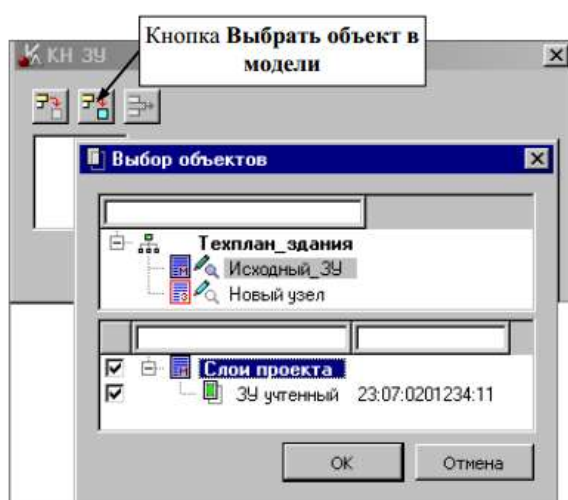 Кнопка Выбрать объект в
модели
КН ЗУ
Выбор объектов
Техплан_здания
Исходный_ЗУ
Новый узел
Слои проекта
ЗУ учтенный 23:07:0201234:11
OK Отмена